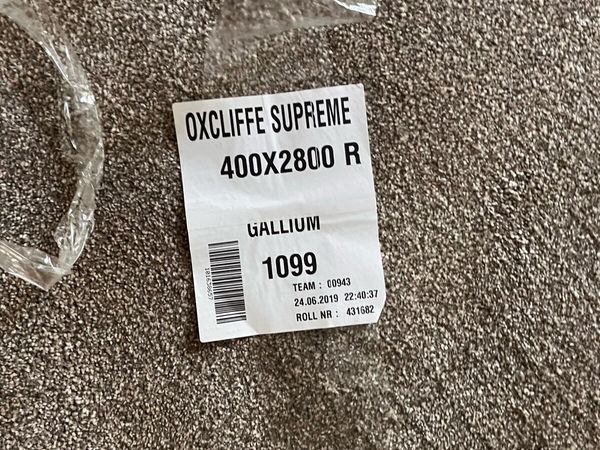 OXCLIFFE SUPREME
400X2800 R
GALLIUM
1099
TEAM : 00943
24.06.2019 22:40:37
ROLL NR : 431682